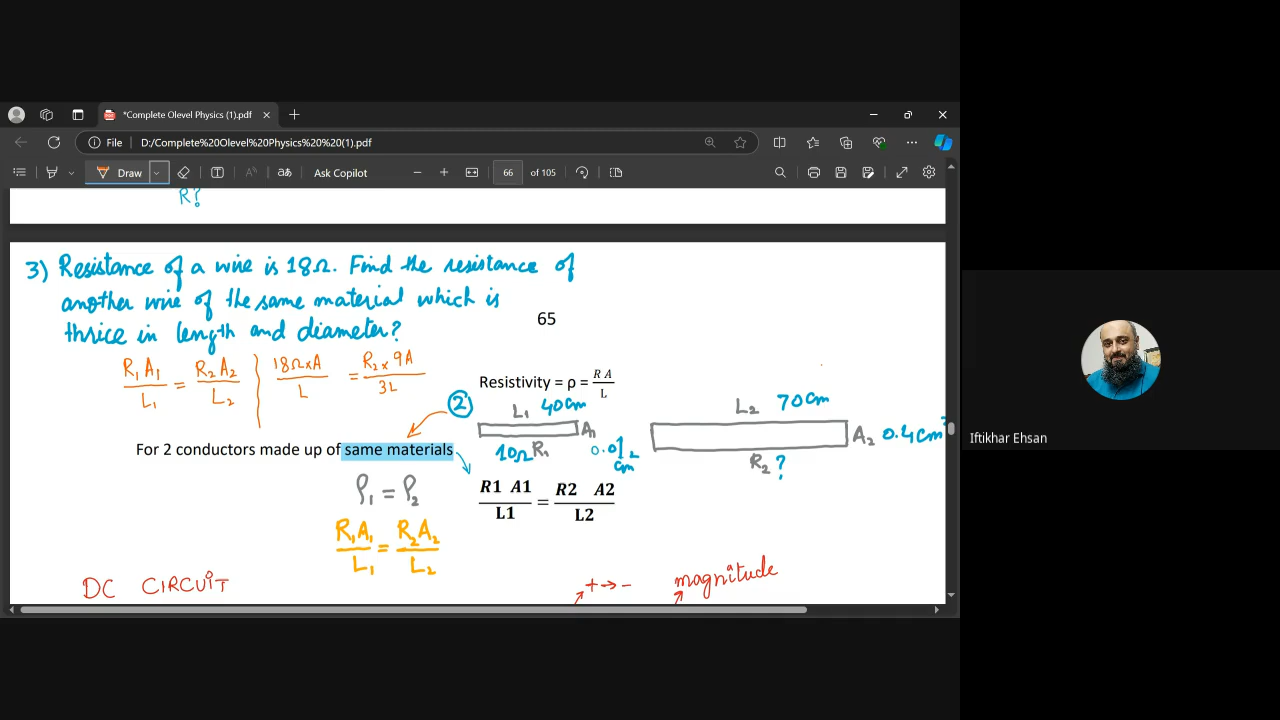 *Complete Olevel Physics (1).pdf
File D:/Complete%20Olevel%20Physics%20%20(1).pdf
Draw Ask Copilot 66 of 105
R?
3) Resistance of a wire is 18Ω. Find the resistance of
another wire of the same material which is
thrice in length and diameter?
65
R₁A₁/L₁ = R₂A₂/L₂ | 18Ω×A/L = R₂×9A/3L
Resistivity = ρ = R A/L
② L₁ 40cm
L₂ 70cm
A₁ A₂ 0.4cm²
For 2 conductors made up of same materials
10Ω R₁ 0.01cm²
R₂ ?
ρ₁ = ρ₂
R1 A1/L1 = R2 A2/L2
R₁A₁/L₁ = R₂A₂/L₂
DC CIRCUIT
+ → - magnitude
Iftikhar Ehsan